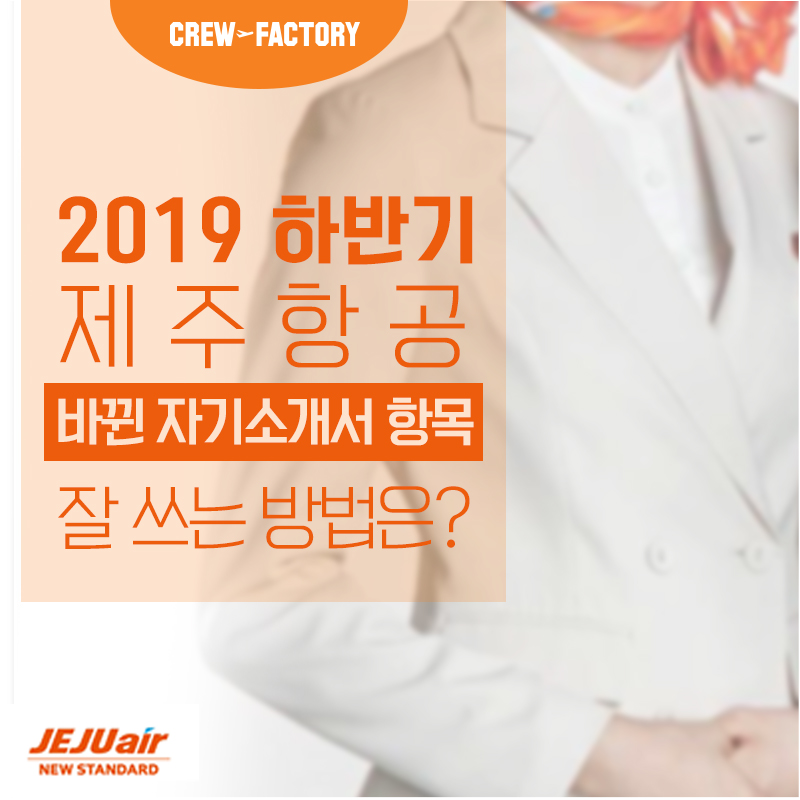 CREW FACTORY
2019 하반기
제주항공
바뀐 자기소개서 항목
잘 쓰는 방법은?
JEJUair
NEW STANDARD